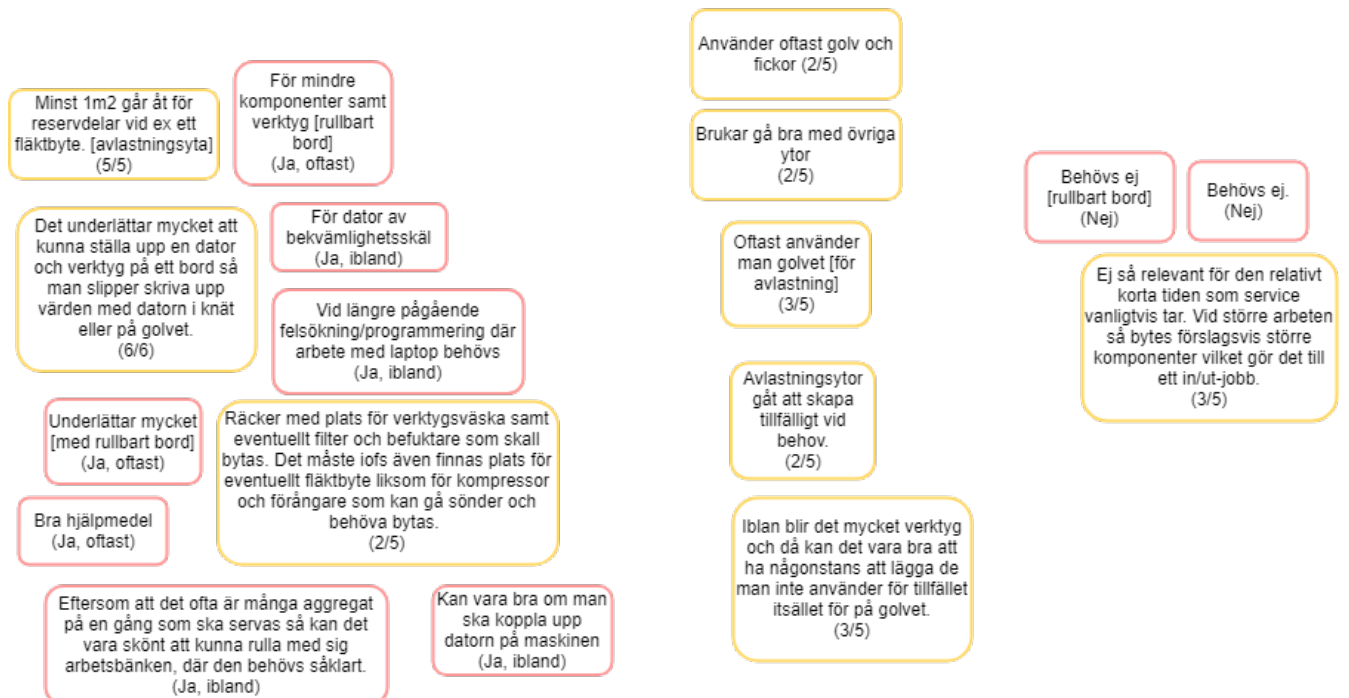 Minst 1m2 går åt för
reservdelar vid ex ett
fläktbyte. [avlastningsyta]
(5/5)
För mindre
komponenter samt
verktyg [rullbart
bord]
(Ja, oftast)
Det underlättar mycket att
kunna ställa upp en dator
och verktyg på ett bord så
man slipper skriva upp
värden med datorn i knät
eller på golvet.
(6/6)
För dator av
bekvämlighetsskäl
(Ja, ibland)
Vid längre pågående
felsökning/programmering där
arbete med laptop behövs
(Ja, ibland)
Underlättar mycket
[med rullbart bord]
(Ja, oftast)
Räcker med plats för verktygsväska samt
eventuellt filter och befuktare som skall
bytas. Det måste iofs även finnas plats för
eventuellt fläktbyte liksom för kompressor
och förångare som kan gå sönder och
behöva bytas.
(2/5)
Bra hjälpmedel
(Ja, oftast)
Eftersom att det ofta är många aggregat
på en gång som ska servas så kan det
vara skönt att kunna rulla med sig
arbetsbänken, där den behövs såklart.
(Ja, ibland)
Kan vara bra om man
ska koppla upp
datorn på maskinen
(Ja, ibland)
Använder oftast golv och
fickor (2/5)
Brukar gå bra med övriga
ytor
(2/5)
Oftast använder
man golvet [för
avlastning]
(3/5)
Avlastningsytor
gåt att skapa
tillfälligt vid
behov.
(2/5)
Iblan blir det mycket verktyg
och då kan det vara bra att
ha någonstans att lägga de
man inte använder för tillfället
itsället för på golvet.
(3/5)
Behövs ej
[rullbart bord]
(Nej)
Behövs ej.
(Nej)
Ej så relevant för den relativt
korta tiden som service
vanligtvis tar. Vid större arbeten
så bytes förslagsvis större
komponenter vilket gör det till
ett in/ut-jobb.
(3/5)